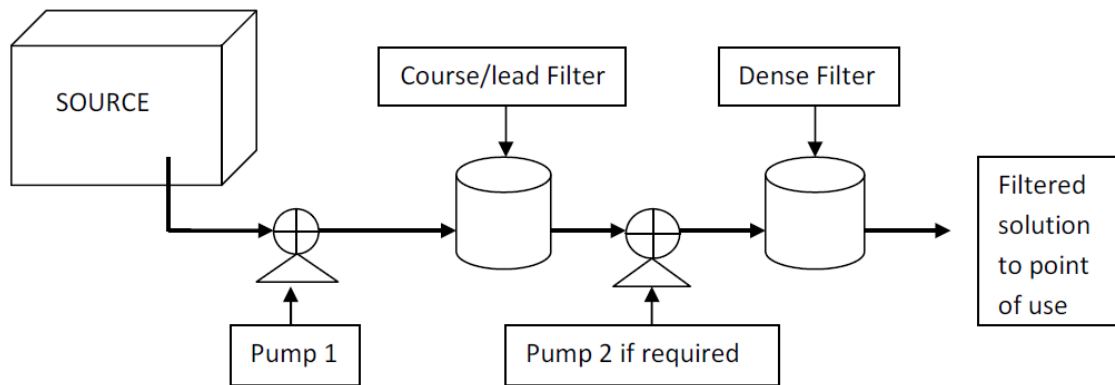 SOURCE
Course/lead Filter
Dense Filter
Filtered
solution
to point
of use
Pump 1
Pump 2 if required